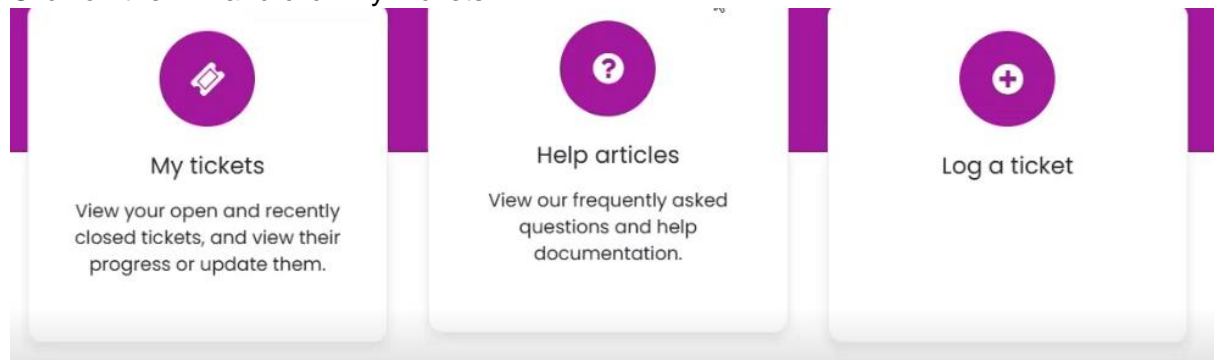 My tickets
View your open and recently
closed tickets, and view their
progress or update them.
Help articles
View our frequently asked
questions and help
documentation.
Log a ticket